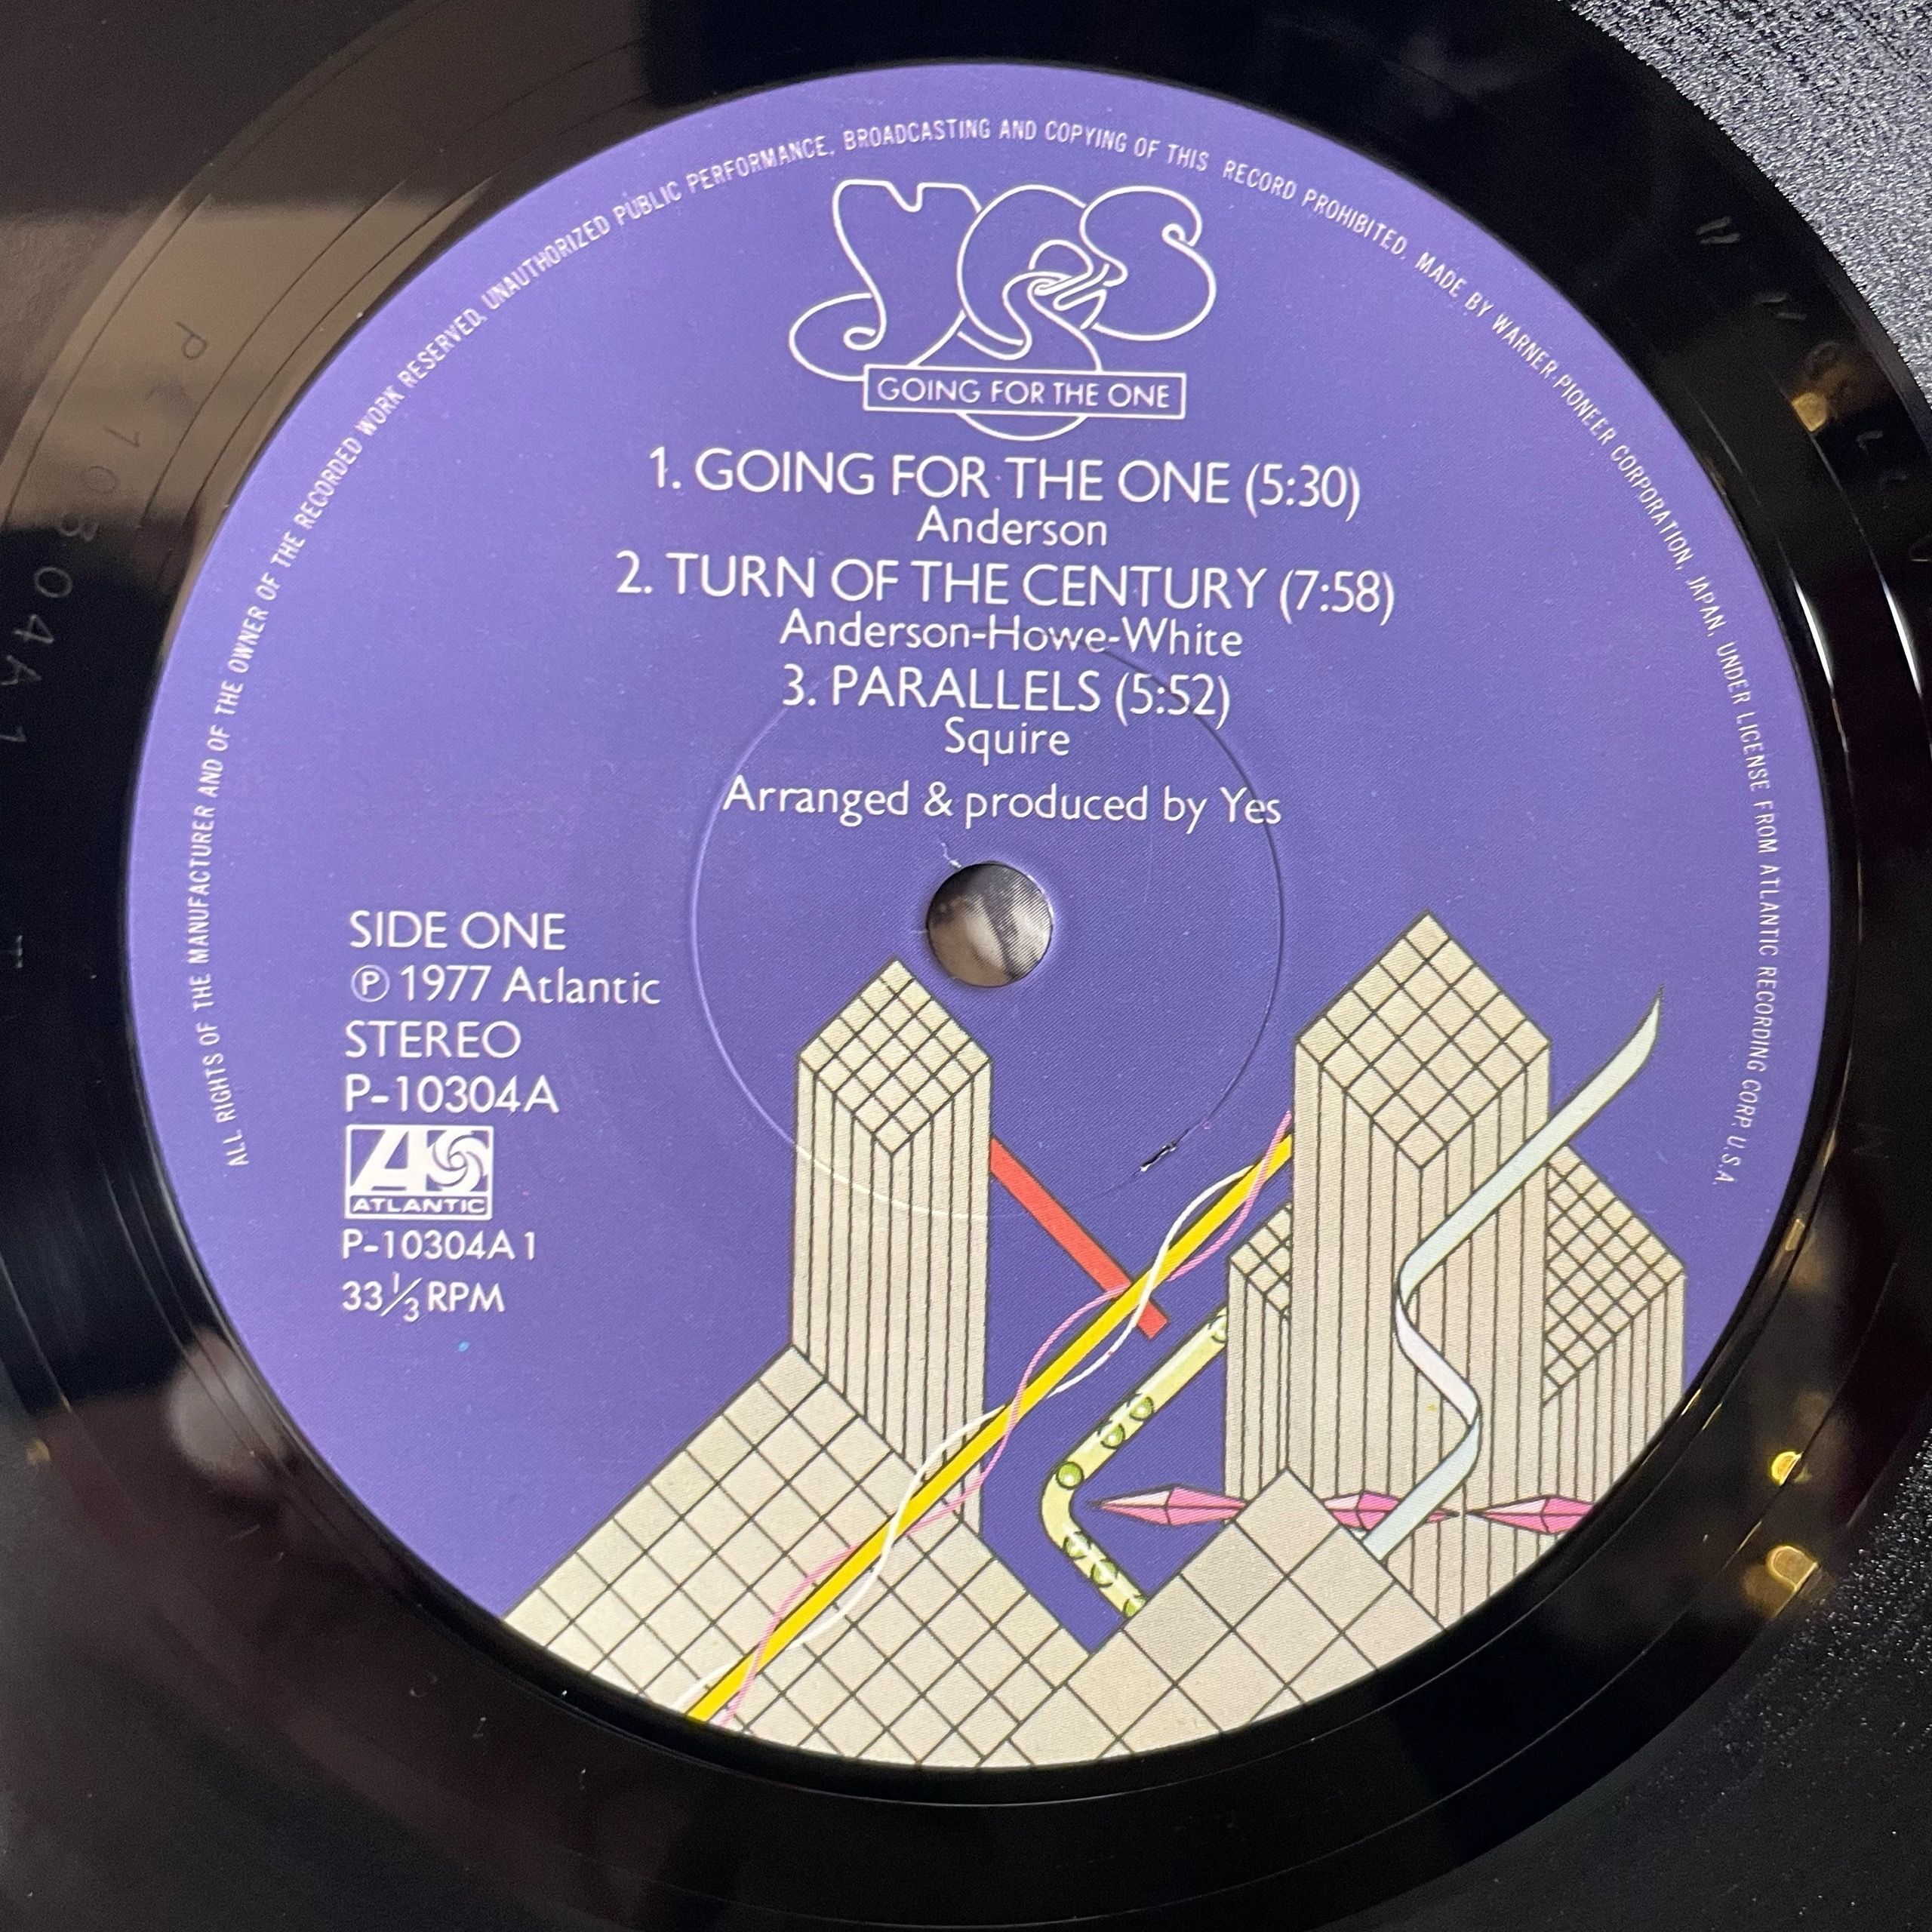 ALL RIGHTS OF THE MANUFACTURER AND OF THE OWNER OF THE RECORDED WORK RESERVED, UNAUTHORIZED PUBLIC PERFORMANCE, BROADCASTING AND COPYING OF THIS RECORD PROHIBITED. MADE BY WARNER-PIONEER CORPORATION, JAPAN, UNDER LICENSE FROM ATLANTIC RECORDING CORP, U.S.A.
YES
GOING FOR THE ONE
1. GOING FOR THE ONE (5:30)
Anderson
2. TURN OF THE CENTURY (7:58)
Anderson-Howe-White
3. PARALLELS (5:52)
Squire
Arranged & produced by Yes
SIDE ONE
Ⓟ 1977 Atlantic
STEREO
P-10304A
ATLANTIC
P-10304A1
33 1/3 RPM